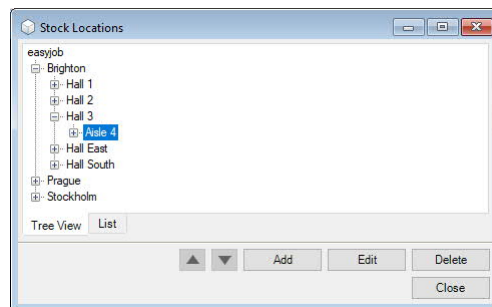 Stock Locations
easyjob
Brighton
Hall 1
Hall 2
Hall 3
Aisle 4
Hall East
Hall South
Prague
Stockholm
Tree View List
Add Edit Delete
Close